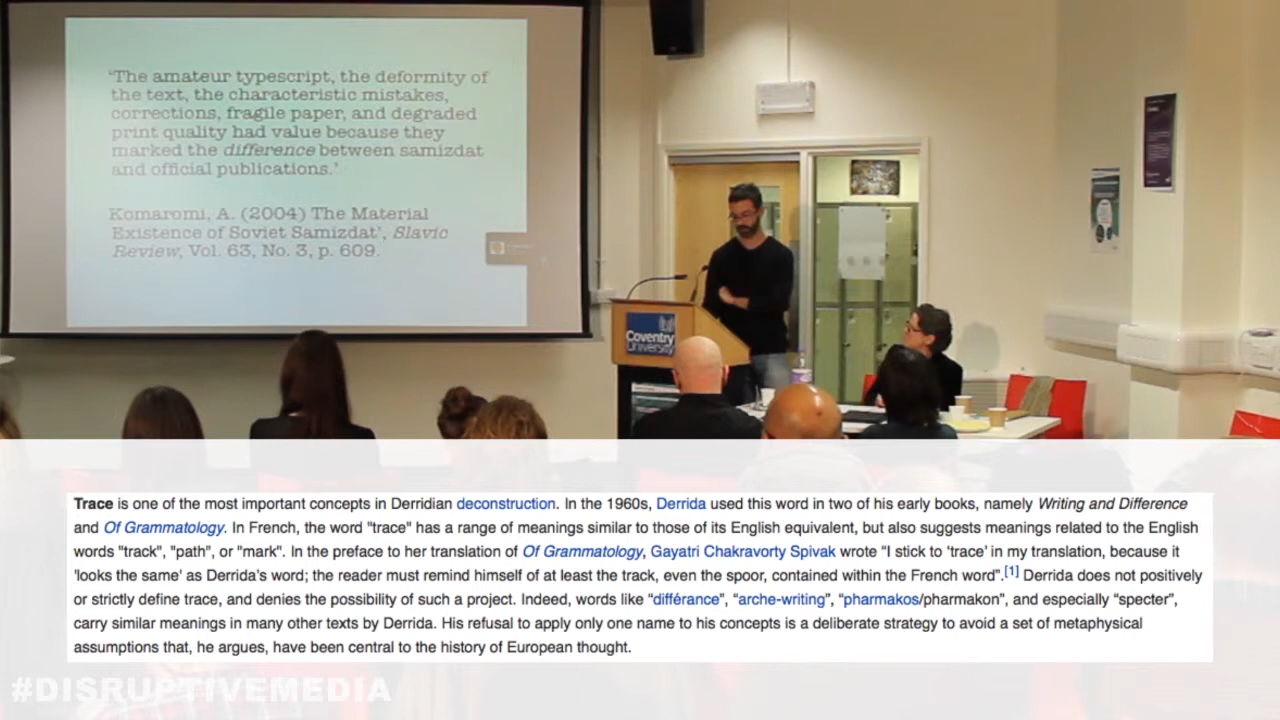 'The amateur typescript, the deformity of
the text, the characteristic mistakes,
corrections, fragile paper, and degraded
print quality had value because they
marked the difference between samizdat
and official publications.'
Komaromi, A. (2004) The Material
Existence of Soviet Samizdat', Slavic
Review, Vol. 63, No. 3, p. 609.
Coventry
University
Trace is one of the most important concepts in Derridian deconstruction. In the 1960s, Derrida used this word in two of his early books, namely Writing and Difference
and Of Grammatology. In French, the word "trace" has a range of meanings similar to those of its English equivalent, but also suggests meanings related to the English
words "track", "path", or "mark". In the preface to her translation of Of Grammatology, Gayatri Chakravorty Spivak wrote “I stick to 'trace' in my translation, because it
'looks the same' as Derrida's word; the reader must remind himself of at least the track, even the spoor, contained within the French word”.[1] Derrida does not positively
or strictly define trace, and denies the possibility of such a project. Indeed, words like “différance”, “arche-writing”, “pharmakos/pharmakon”, and especially “specter”,
carry similar meanings in many other texts by Derrida. His refusal to apply only one name to his concepts is a deliberate strategy to avoid a set of metaphysical
assumptions that, he argues, have been central to the history of European thought.
#DISRUPTIVEMEDIA